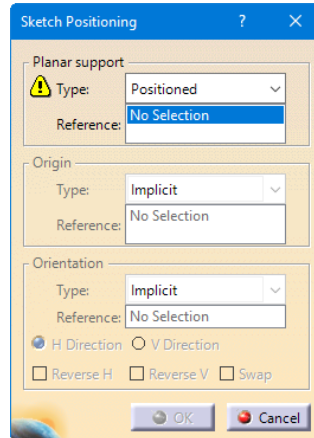 Sketch Positioning ? ×
Planar support
Type: Positioned
Reference: No Selection
Origin
Type: Implicit
Reference: No Selection
Orientation
Type: Implicit
Reference: No Selection
H Direction V Direction
Reverse H Reverse V Swap
OK Cancel